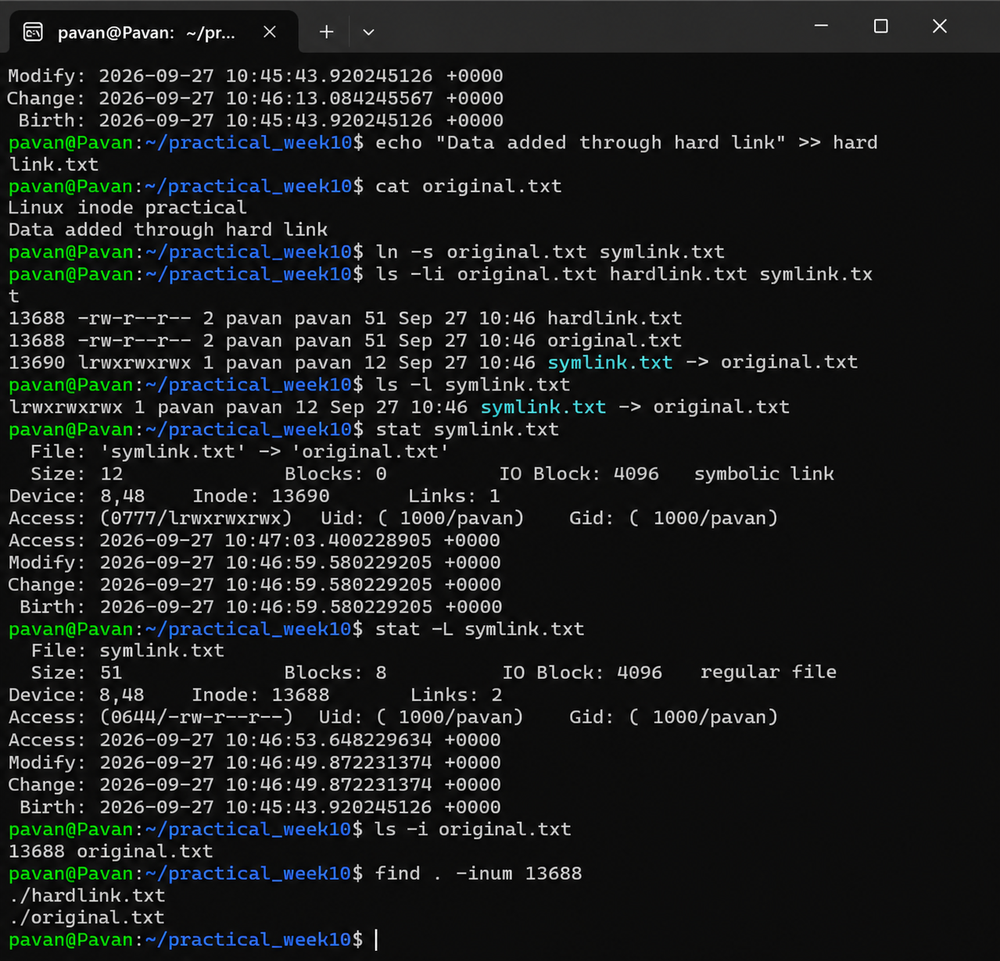 pavan@Pavan: ~/pr...
Modify: 2026-09-27 10:45:43.920245126 +0000
Change: 2026-09-27 10:46:13.084245567 +0000
 Birth: 2026-09-27 10:45:43.920245126 +0000
pavan@Pavan:~/practical_week10$ echo "Data added through hard link" >> hard
link.txt
pavan@Pavan:~/practical_week10$ cat original.txt
Linux inode practical
Data added through hard link
pavan@Pavan:~/practical_week10$ ln -s original.txt symlink.txt
pavan@Pavan:~/practical_week10$ ls -li original.txt hardlink.txt symlink.tx
t
13688 -rw-r--r-- 2 pavan pavan 51 Sep 27 10:46 hardlink.txt
13688 -rw-r--r-- 2 pavan pavan 51 Sep 27 10:46 original.txt
13690 lrwxrwxrwx 1 pavan pavan 12 Sep 27 10:46 symlink.txt -> original.txt
pavan@Pavan:~/practical_week10$ ls -l symlink.txt
lrwxrwxrwx 1 pavan pavan 12 Sep 27 10:46 symlink.txt -> original.txt
pavan@Pavan:~/practical_week10$ stat symlink.txt
  File: 'symlink.txt' -> 'original.txt'
  Size: 12              Blocks: 0          IO Block: 4096   symbolic link
Device: 8,48    Inode: 13690       Links: 1
Access: (0777/lrwxrwxrwx)  Uid: ( 1000/pavan)    Gid: ( 1000/pavan)
Access: 2026-09-27 10:47:03.400228905 +0000
Modify: 2026-09-27 10:46:59.580229205 +0000
Change: 2026-09-27 10:46:59.580229205 +0000
 Birth: 2026-09-27 10:46:59.580229205 +0000
pavan@Pavan:~/practical_week10$ stat -L symlink.txt
  File: symlink.txt
  Size: 51              Blocks: 8          IO Block: 4096   regular file
Device: 8,48    Inode: 13688       Links: 2
Access: (0644/-rw-r--r--)  Uid: ( 1000/pavan)    Gid: ( 1000/pavan)
Access: 2026-09-27 10:46:53.648229634 +0000
Modify: 2026-09-27 10:46:49.872231374 +0000
Change: 2026-09-27 10:46:49.872231374 +0000
 Birth: 2026-09-27 10:45:43.920245126 +0000
pavan@Pavan:~/practical_week10$ ls -i original.txt
13688 original.txt
pavan@Pavan:~/practical_week10$ find . -inum 13688
./hardlink.txt
./original.txt
pavan@Pavan:~/practical_week10$